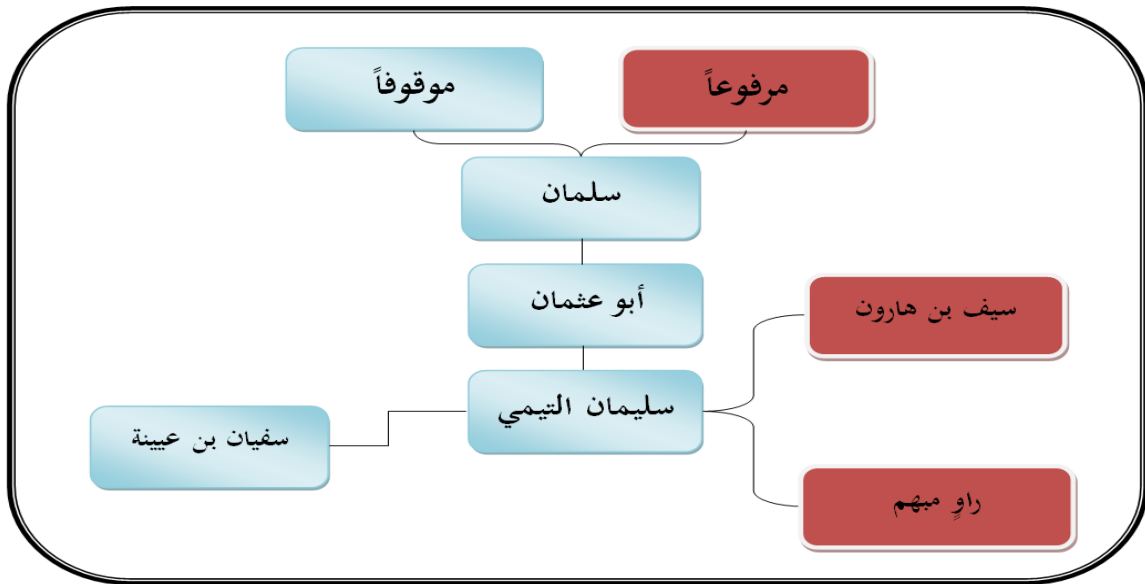 مرفوعاً
موقوفاً
سلمان
أبو عثمان
سيف بن هارون
سليمان التيمي
سفيان بن عيينة
راوٍ مبهم